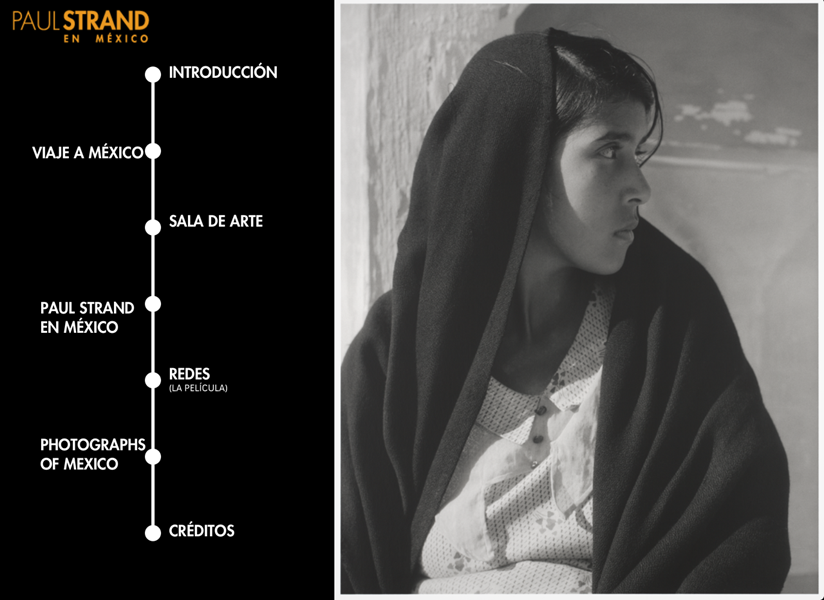 PAUL STRAND
EN MÉXICO
INTRODUCCIÓN
VIAJE A MÉXICO
SALA DE ARTE
PAUL STRAND
EN MÉXICO
REDES
(LA PELÍCULA)
PHOTOGRAPHS
OF MEXICO
CRÉDITOS